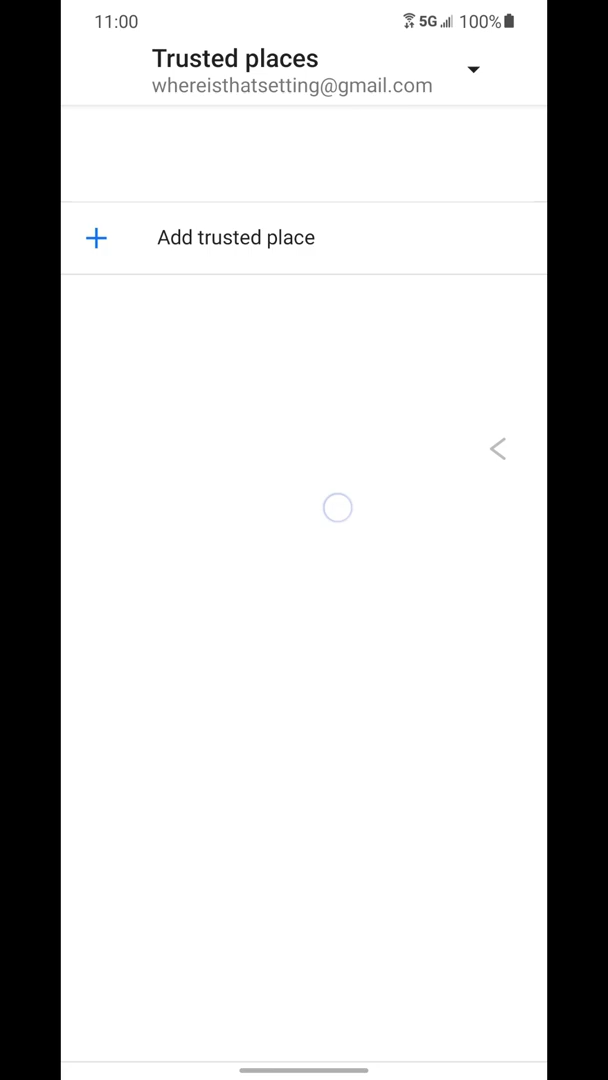 11:00 5G 100%
Trusted places
whereisthatsetting@gmail.com
Add trusted place